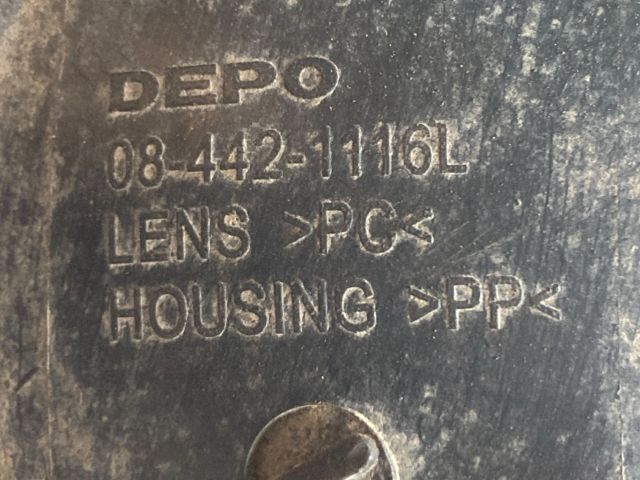 DEPO
08-442-1116L
LENS >PC<
HOUSING >PP<